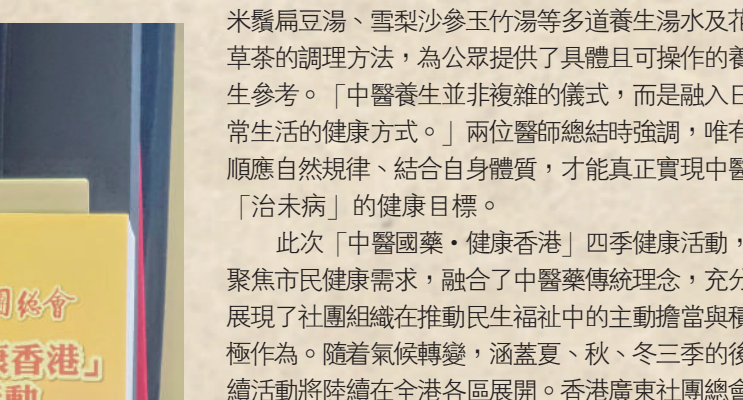 米鬚扁豆湯、雪梨沙參玉竹湯等多道養生湯水及花
草茶的調理方法，為公眾提供了具體且可操作的養
生參考。「中醫養生並非複雜的儀式，而是融入日
常生活的健康方式。」兩位醫師總結時強調，唯有
順應自然規律、結合自身體質，才能真正實現中醫
「治未病」的健康目標。
此次「中醫國藥•健康香港」四季健康活動，
聚焦市民健康需求，融合了中醫藥傳統理念，充分
展現了社團組織在推動民生福祉中的主動擔當與積
極作為。隨着氣候轉變，涵蓋夏、秋、冬三季的後
續活動將陸續在全港各區展開。香港廣東社團總會
團總會
香港」
動